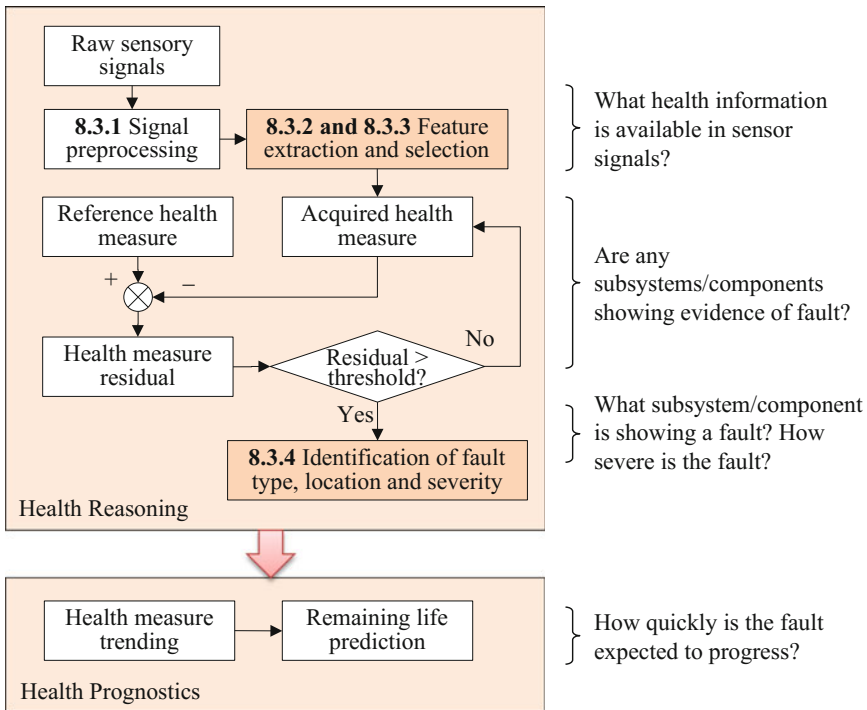 Raw sensory
signals
8.3.1 Signal
preprocessing
8.3.2 and 8.3.3 Feature
extraction and selection
What health information
is available in sensor
signals?
Reference health
measure
Acquired health
measure
+
−
Are any
subsystems/components
showing evidence of fault?
Health measure
residual
Residual >
threshold?
No
Yes
What subsystem/component
is showing a fault? How
severe is the fault?
8.3.4 Identification of fault
type, location and severity
Health Reasoning
Health measure
trending
Remaining life
prediction
How quickly is the fault
expected to progress?
Health Prognostics